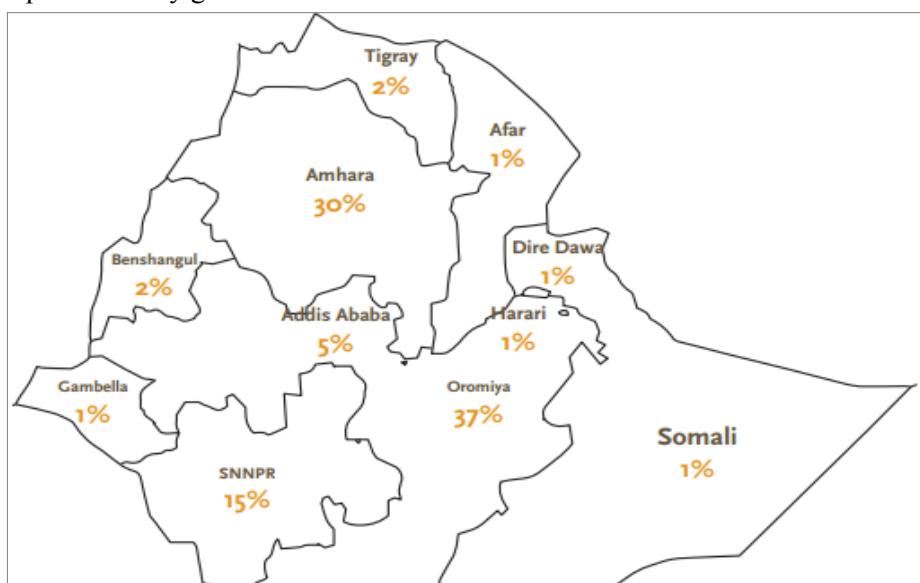 Tigray
2%
Afar
1%
Amhara
30%
Dire Dawa
1%
Benshangul
2%
Addis Ababa
5%
Harari
1%
Gambella
1%
Oromiya
37%
Somali
1%
SNNPR
15%